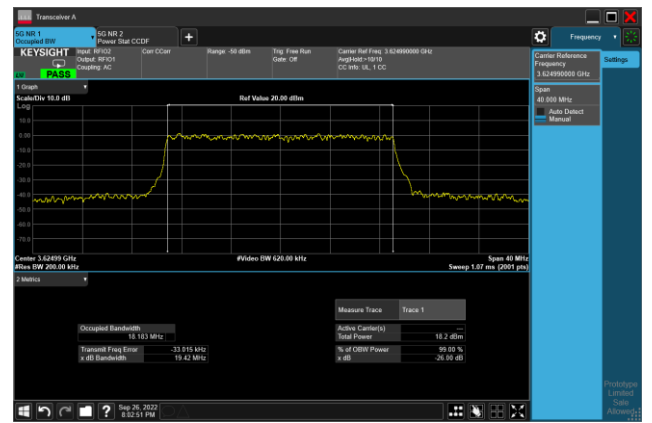 Transceiver A
5G NR 1
Occupied BW
5G NR 2
Power Stat CCDF
Frequency
KEYSIGHT
Input: RFIO2
Output: RFIO1
Coupling: AC
Corr CCorr
Range: -50 dBm
Trig: Free Run
Gate: Off
Carrier Ref Freq: 3.624990000 GHz
Avg|Hold:>10/10
CC Info: UL, 1 CC
PASS
Carrier Reference
Frequency
3.624990000 GHz
Settings
Span
40.000 MHz
Auto Detect
Manual
1 Graph
Scale/Div 10.0 dB
Ref Value 20.00 dBm
Log
10.0
0.00
-10.0
-20.0
-30.0
-40.0
-50.0
-60.0
-70.0
Center 3.62499 GHz
#Res BW 200.00 kHz
#Video BW 620.00 kHz
Span 40 MHz
Sweep 1.07 ms (2001 pts)
2 Metrics
Measure Trace
Trace 1
Occupied Bandwidth
18.183 MHz
Active Carrier(s)
---
Total Power
18.2 dBm
Transmit Freq Error
-33.015 kHz
x dB Bandwidth
19.42 MHz
% of OBW Power
99.00 %
x dB
-26.00 dB
Prototype
Limited
Sale
Allowed
Sep 26, 2022
8:02:51 PM